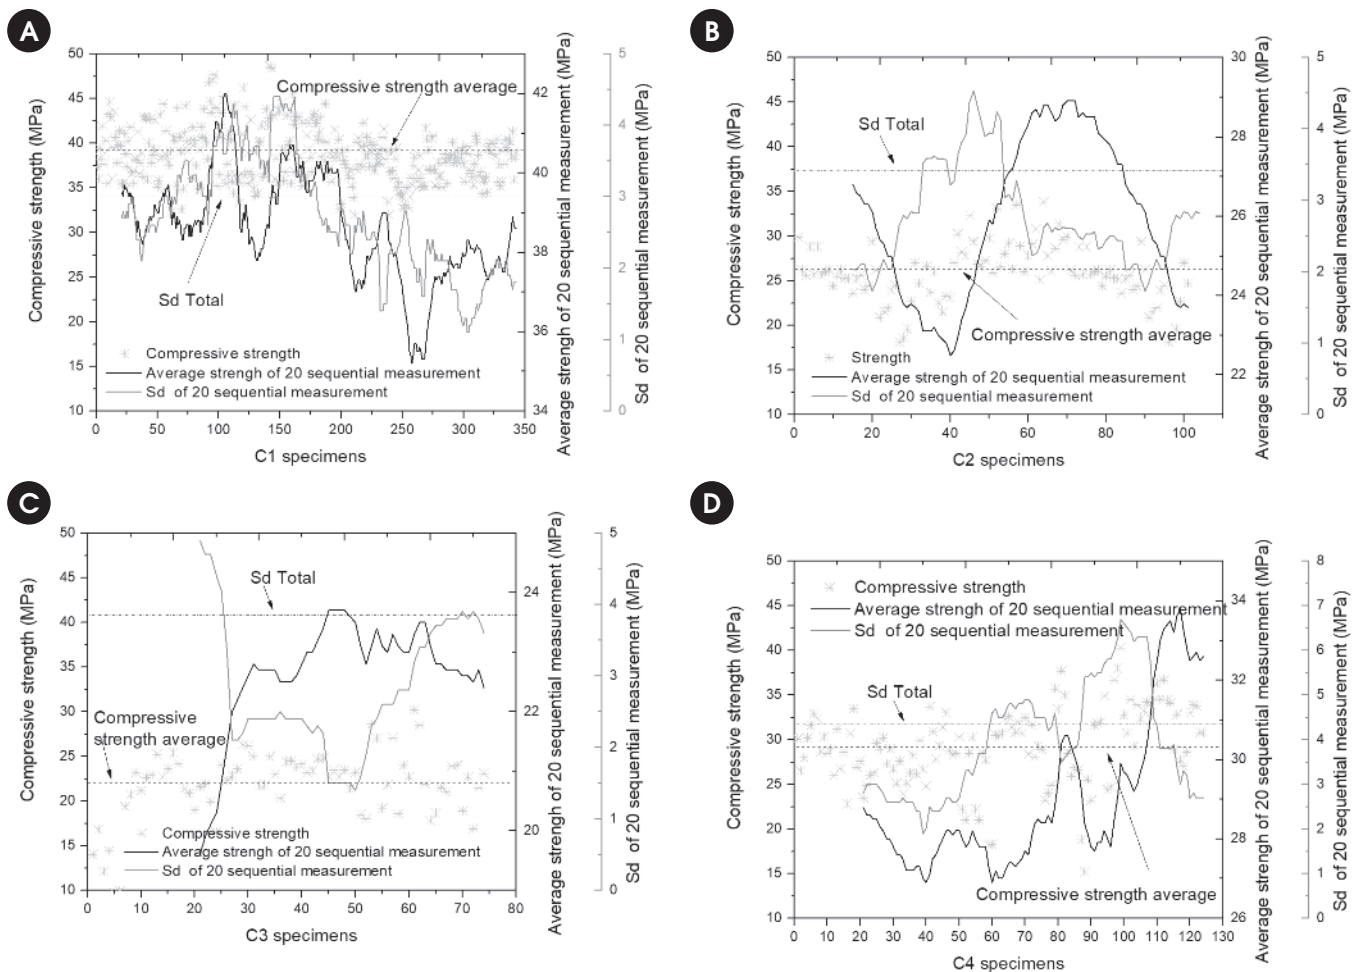 A
Compressive strength (MPa)
50
45
40
35
30
25
20
15
10
0
50
100
150
200
250
300
350
C1 specimens
42
40
38
36
34
Average strengh of 20 sequential measurement (MPa)
5
4
3
2
1
0
Sd of 20 sequential measurement (MPa)
Compressive strength average
Sd Total
Compressive strength
Average strengh of 20 sequential measurement
Sd of 20 sequential measurement
B
Compressive strength (MPa)
50
45
40
35
30
25
20
15
10
0
20
40
60
80
100
C2 specimens
30
28
26
24
22
Average strengh of 20 sequential measurement (MPa)
5
4
3
2
1
0
Sd of 20 sequential measurement (MPa)
Sd Total
Compressive strength average
Strength
Average strengh of 20 sequential measurement
Sd of 20 sequential measurement
C
Compressive strength (MPa)
50
45
40
35
30
25
20
15
10
0
10
20
30
40
50
60
70
80
C3 specimens
24
22
20
Average strengh of 20 sequential measurement (MPa)
5
4
3
2
1
0
Sd of 20 sequential measurement (MPa)
Sd Total
Compressive
strength average
Compressive strength
Average strengh of 20 sequential measurement
Sd of 20 sequential measurement
D
Compressive strength (MPa)
50
45
40
35
30
25
20
15
10
0
10
20
30
40
50
60
70
80
90
100
110
120
130
C4 specimens
34
32
30
28
26
Average strengh of 20 sequential measurement (MPa)
8
7
6
5
4
3
2
1
0
Sd of 20 sequential measurement (MPa)
Compressive strength
Average strengh of 20 sequential measurement
Sd of 20 sequential measurement
Sd Total
Compressive strength average